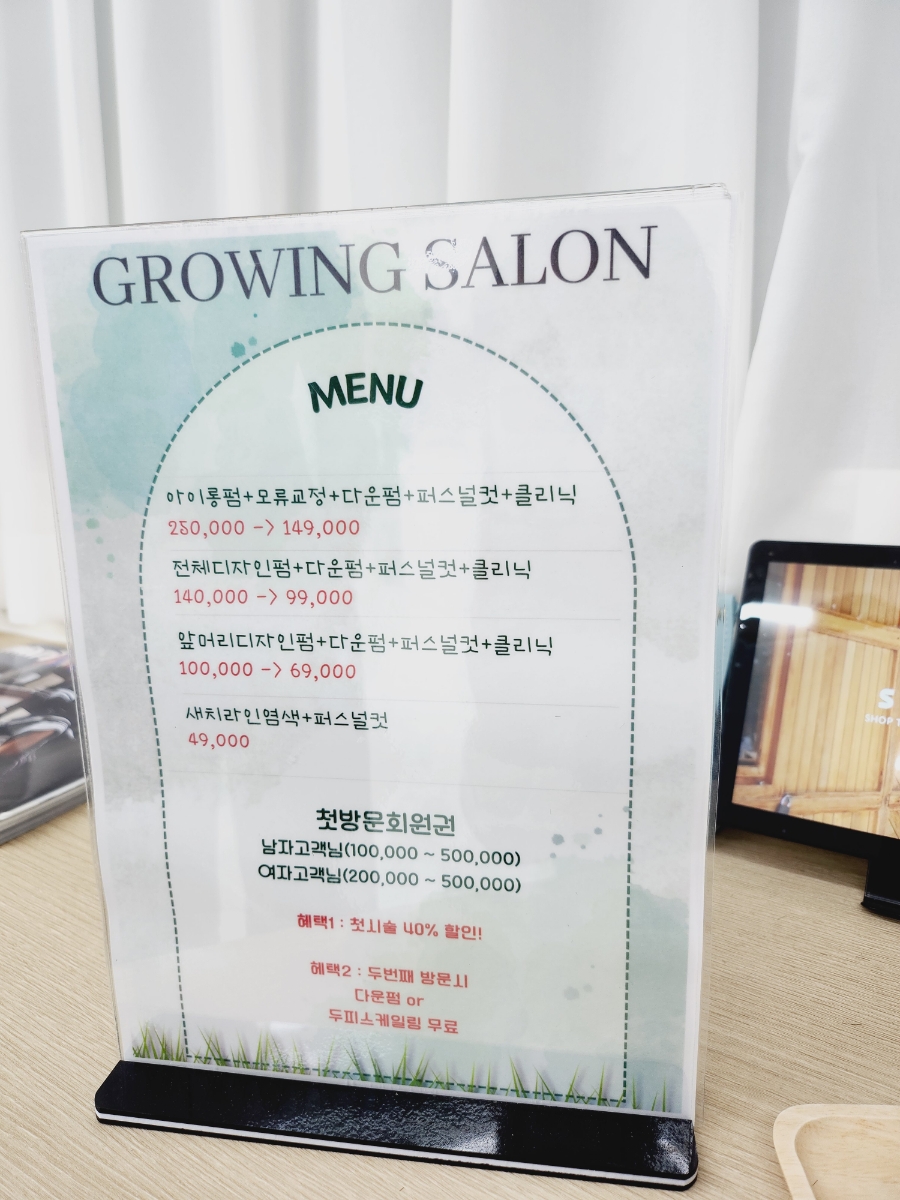 GROWING SALON
MENU
아이롱펌+모류교정+다운펌+퍼스널컷+클리닉
250,000 -> 149,000
전체디자인펌+다운펌+퍼스널컷+클리닉
140,000 -> 99,000
앞머리디자인펌+다운펌+퍼스널컷+클리닉
100,000 -> 69,000
새치라인염색+퍼스널컷
49,000
첫방문회원권
남자고객님(100,000 ~ 500,000)
여자고객님(200,000 ~ 500,000)
혜택1 : 첫시술 40% 할인!
혜택2 : 두번째 방문시
다운펌 or
두피스케일링 무료
S
SHOP